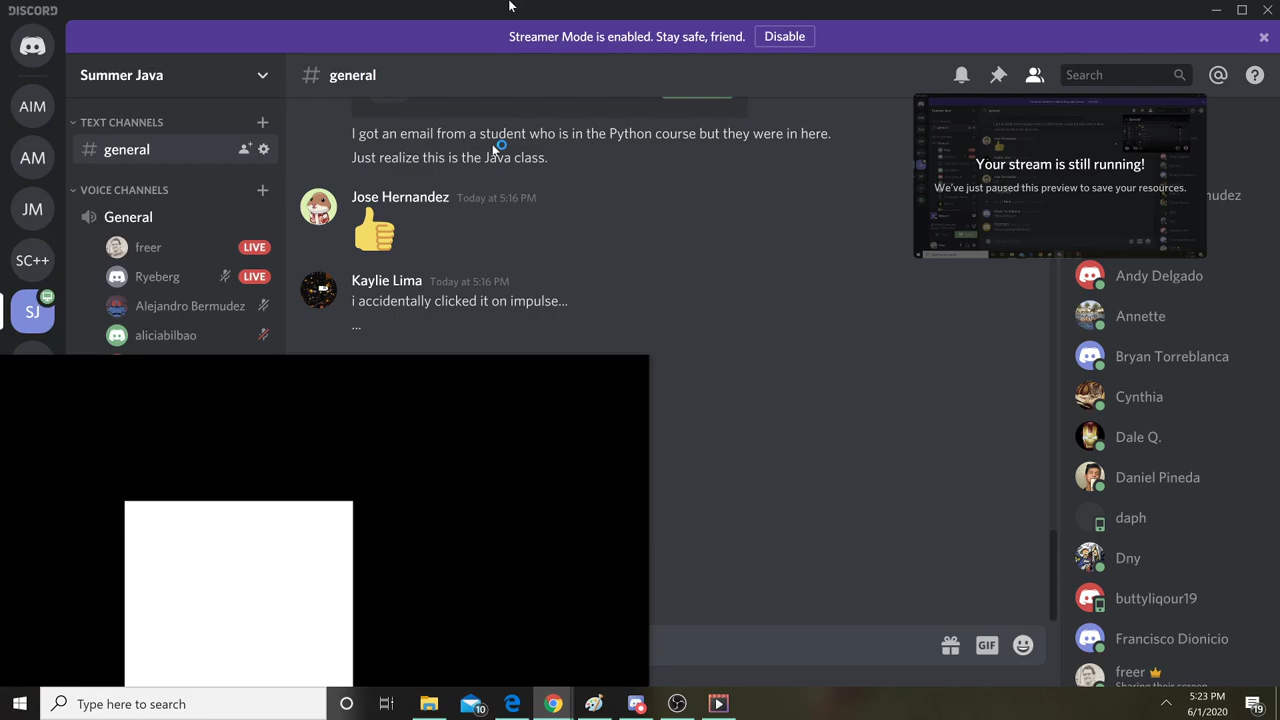 DISCORD
Streamer Mode is enabled. Stay safe, friend.
Disable
AIM
AM
JM
SC++
SJ
Summer Java
TEXT CHANNELS
general
VOICE CHANNELS
General
freer
LIVE
Ryeberg
LIVE
Alejandro Bermudez
aliciabilbao
# general
Search
I got an email from a student who is in the Python course but they were in here.
Just realize this is the Java class.
Jose Hernandez Today at 5:16 PM
Kaylie Lima Today at 5:16 PM
i accidentally clicked it on impulse...
...
GIF
Your stream is still running!
We've just paused this preview to save your resources.
Andy Delgado
Annette
Bryan Torreblanca
Cynthia
Dale Q.
Daniel Pineda
daph
Dny
buttyliqour19
Francisco Dionicio
freer
Sharing their screen
Type here to search
10
5:23 PM
6/1/2020
19